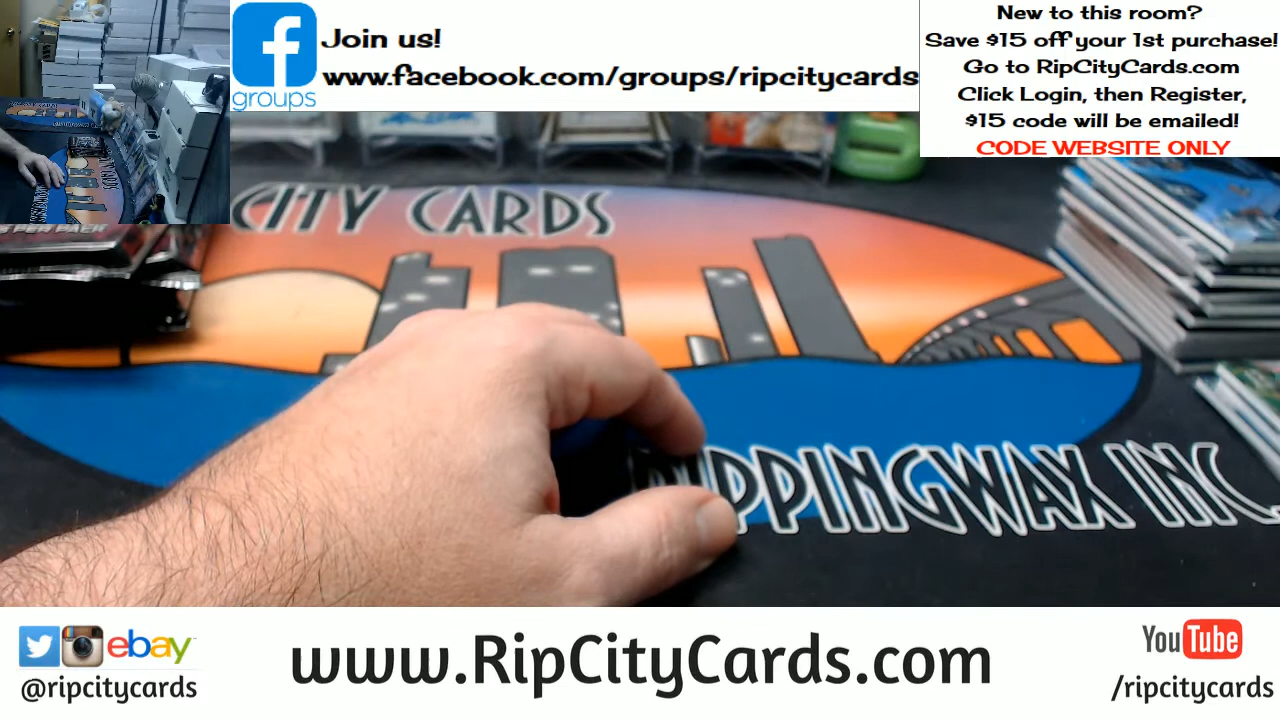 Join us!
www.facebook.com/groups/ripcitycards
groups
New to this room?
Save $15 off your 1st purchase!
Go to RipCityCards.com
Click Login, then Register,
$15 code will be emailed!
CODE WEBSITE ONLY
PER PACK
CITY CARDS
RIPPINGWAX INC.
ebay
@ripcitycards
www.RipCityCards.com
YouTube
/ripcitycards